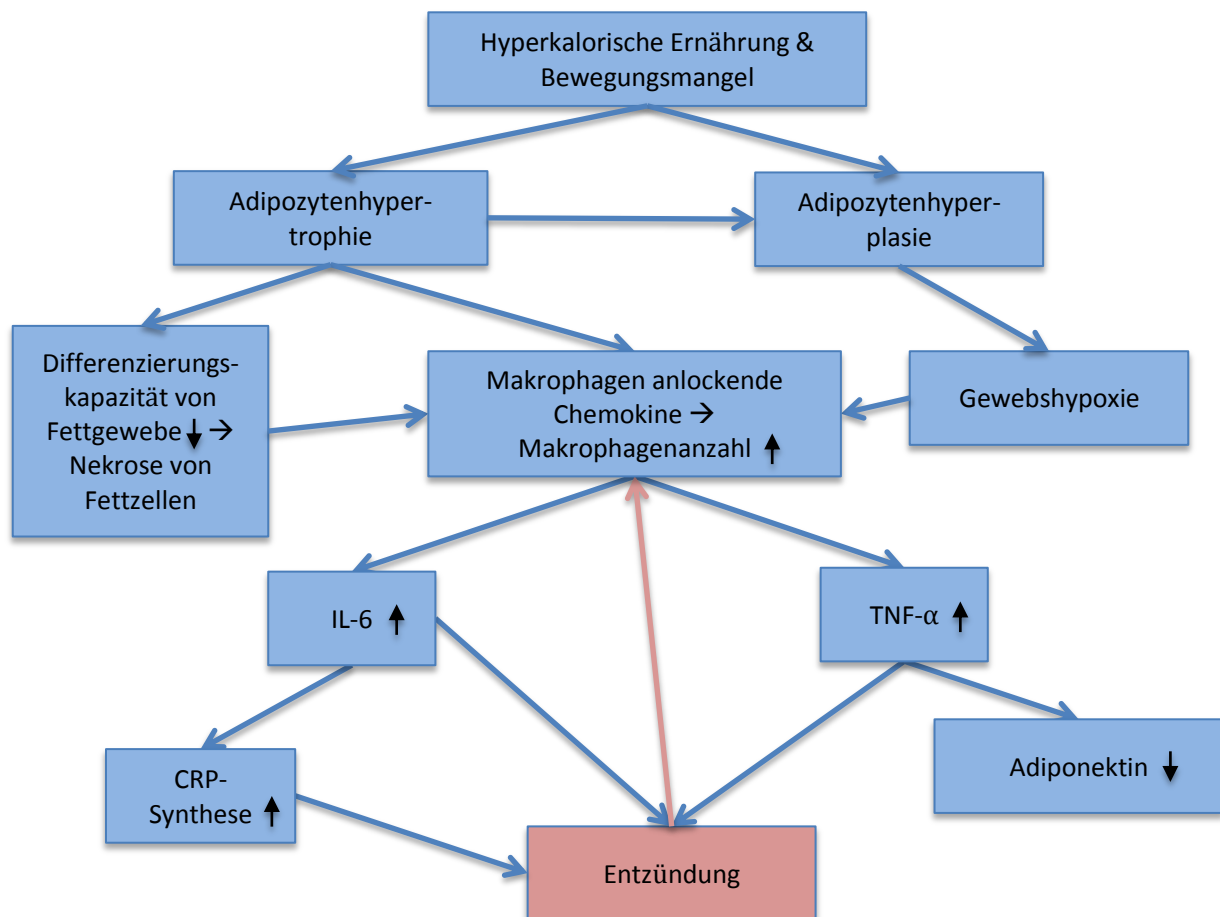 Hyperkalorische Ernährung &
Bewegungsmangel
Adipozytenhyper-
trophie
Adipozytenhyper-
plasie
Differenzierungs-
kapazität von
Fettgewebe ↓ →
Nekrose von
Fettzellen
Makrophagen anlockende
Chemokine →
Makrophagenanzahl ↑
Gewebshypoxie
IL-6 ↑
TNF-α ↑
CRP-
Synthese ↑
Adiponektin ↓
Entzündung